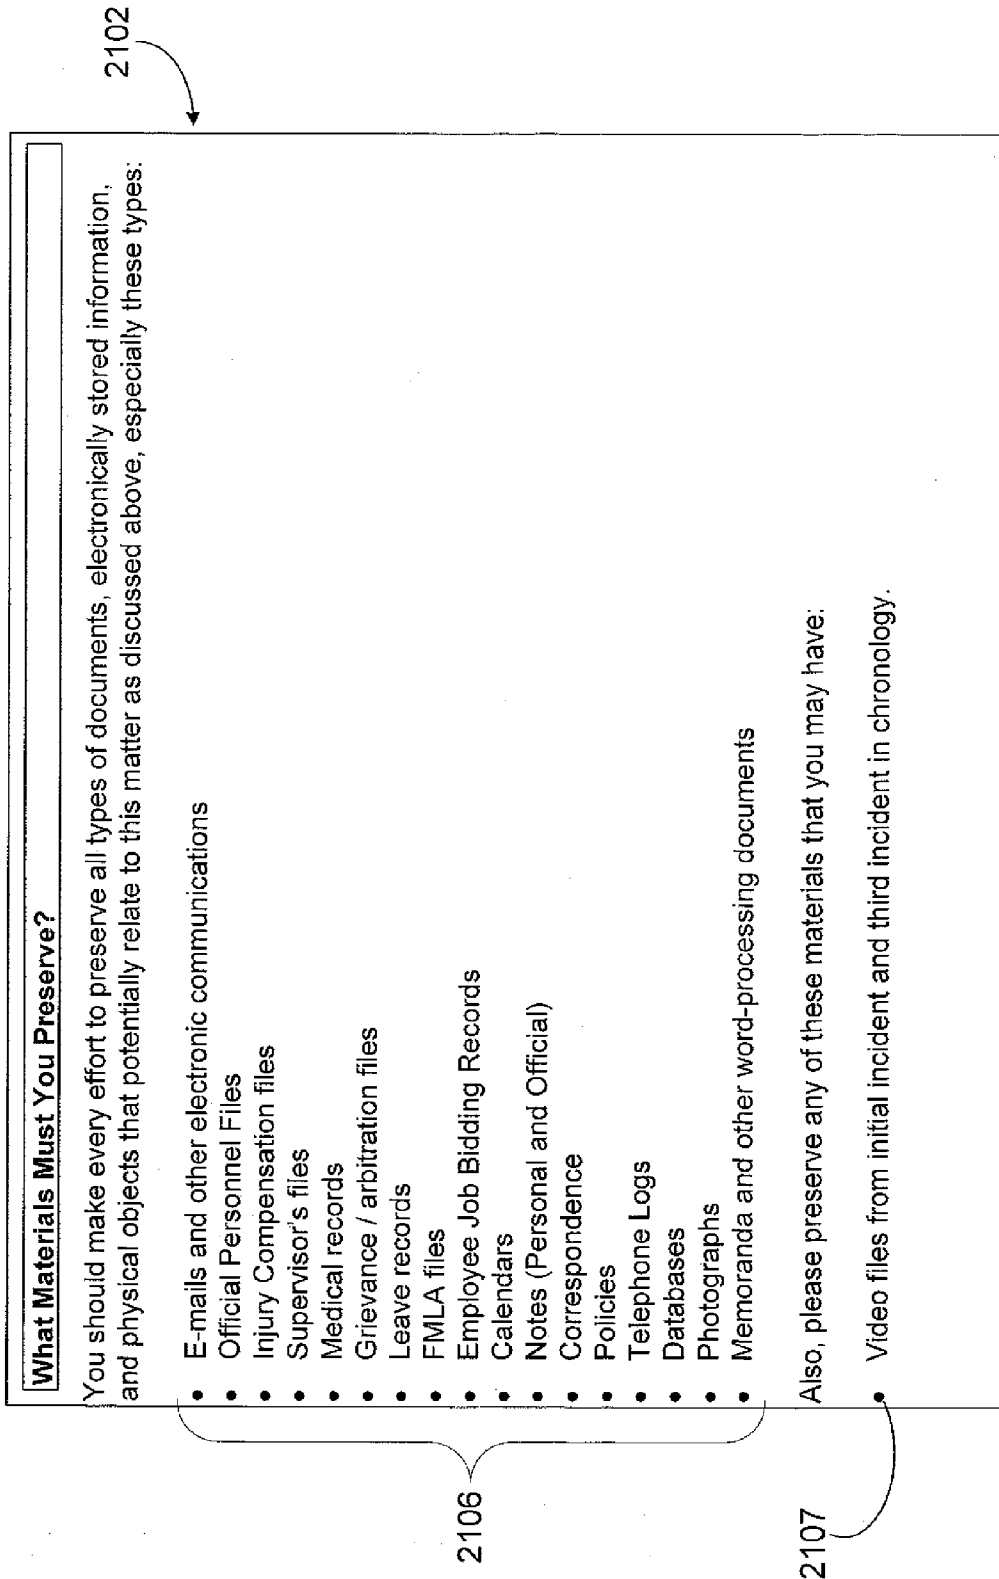 2102
What Materials Must You Preserve?
You should make every effort to preserve all types of documents, electronically stored information,
and physical objects that potentially relate to this matter as discussed above, especially these types:
• E-mails and other electronic communications
• Official Personnel Files
• Injury Compensation files
• Supervisor's files
• Medical records
• Grievance / arbitration files
• Leave records
• FMLA files
• Employee Job Bidding Records
• Calendars
• Notes (Personal and Official)
• Correspondence
• Policies
• Telephone Logs
• Databases
• Photographs
• Memoranda and other word-processing documents
2106
Also, please preserve any of these materials that you may have:
• Video files from initial incident and third incident in chronology.
2107